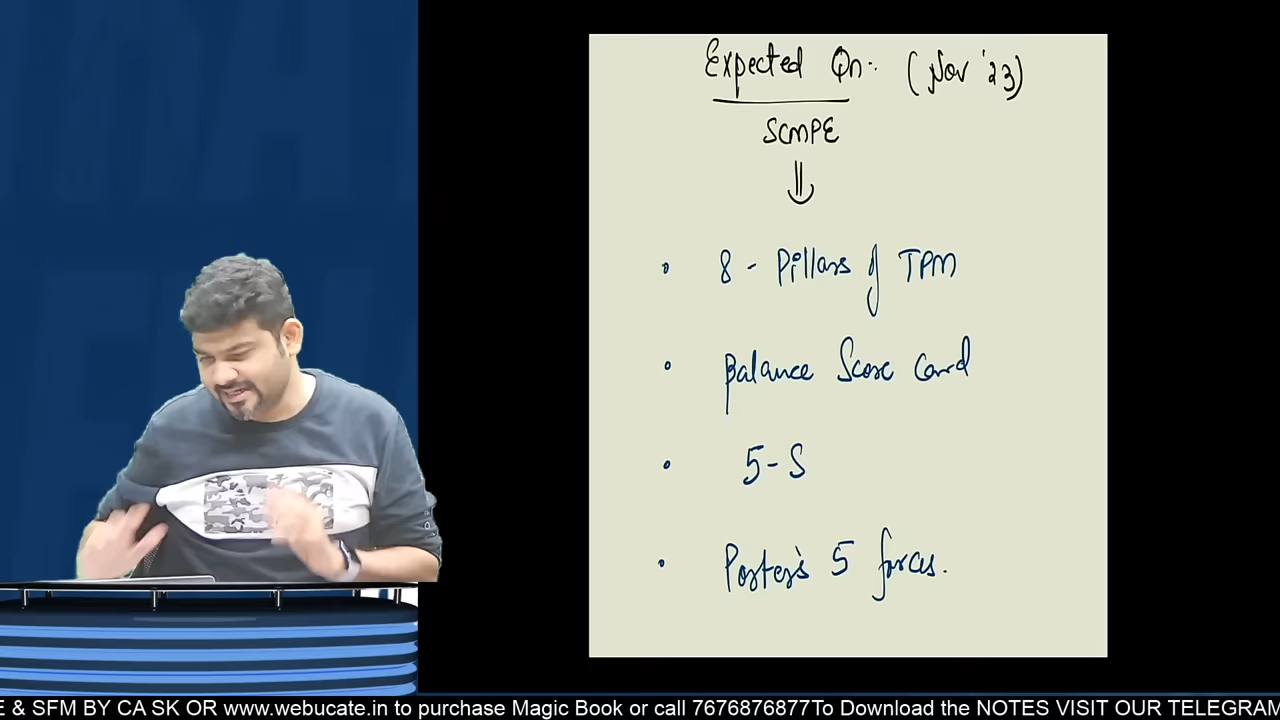 Expected Qn:- (Nov '23)
SCMPE
• 8 - Pillars of TPM
• Balance Score Card
• 5-S
• Porter's 5 forces.
E & SFM BY CA SK OR www.webucate.in to purchase Magic Book or call 7676876877To Download the NOTES VISIT OUR TELEGRAM